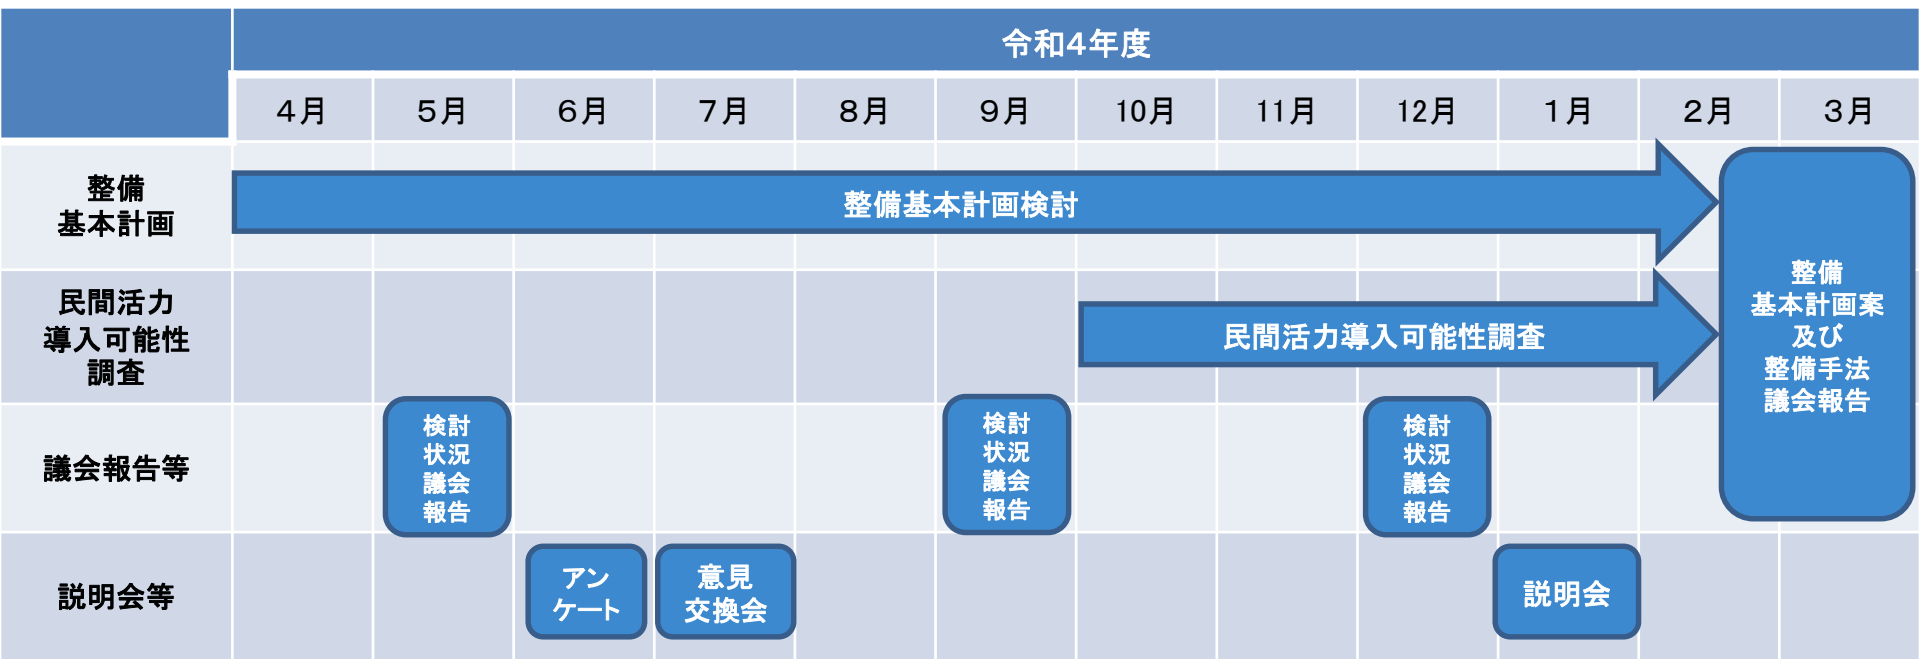 令和4年度
4月 5月 6月 7月 8月 9月 10月 11月 12月 1月 2月 3月
整備
基本計画
整備基本計画検討
民間活力
導入可能性
調査
民間活力導入可能性調査
整備
基本計画案
及び
整備手法
議会報告
議会報告等
検討
状況
議会
報告
検討
状況
議会
報告
検討
状況
議会
報告
説明会等
アン
ケート
意見
交換会
説明会